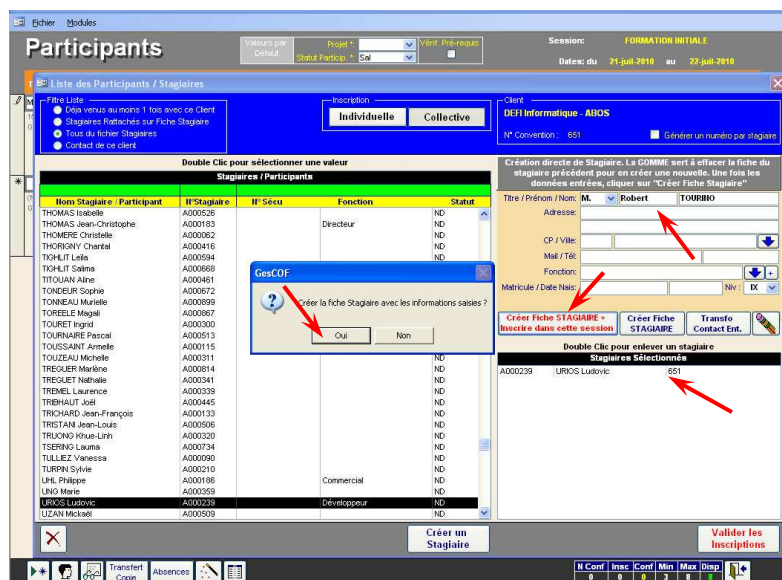 Fichier Modules
Participants
Valeurs par Défaut
Projet *:
Statut Particip. *: Sal
Vérif. Pré-requis
Session: FORMATION INITIALE
Dates: du 21-juil-2010 au 22-juil-2010
Liste des Participants / Stagiaires
Filtre Liste
Déja venus au moins 1 fois avec ce Client
Stagiaires Rattachés sur Fiche Stagiaire
Tous du fichier Stagiaires
Contact de ce client
Inscription
Individuelle Collective
Client
DEFI Informatique - ABOS
N° Convention : 651
Générer un numéro par stagiaire
Double Clic pour sélectionner une valeur
Stagiaires / Participants
Nom Stagiaire / Participant N°Stagiaire N° Sécu Fonction Statut
THOMAS Isabelle A000526 ND
THOMAS Jean-Christophe A000183 Directeur ND
THOMERE Christelle A000062 ND
THORIGNY Chantal A000416 ND
TIGHLIT Leïla A000594 ND
TIGHLIT Salima A000668
TITOUAN Aline A000461
TONDEUR Sophie A000672
TONNEAU Murielle A000899
TOREELE Magali A000867
TOURET Ingrid A000300
TOURNAIRE Pascal A000513
TOUSSAINT Armelle A000115
TOUZEAU Michelle A000311 ND
TREGUER Marlène A000814 ND
TREGUET Nathalie A000341 ND
TREMEL Laurence A000339 ND
TRIBHAUT Joël A000445 ND
TRICHARD Jean-François A000133 ND
TRISTANI Jean-Louis A000506 ND
TRUONG Khue-Linh A000320 ND
TSERING Lauma A000734 ND
TULLIEZ Vanessa A000090 ND
TURPIN Sylvie A000210 ND
UHL Philippe A000186 Commercial ND
UNG Marie A000359 ND
URIOS Ludovic A000239 Développeur ND
UZAN Mickaël A000509 ND
GesCOF
Créer la fiche Stagiaire avec les informations saisies ?
Oui Non
Création directe de Stagiaire. La GOMME sert à effacer la fiche du
stagiaire précédent pour en créer une nouvelle. Une fois les
données entrées, cliquer sur "Créer Fiche Stagiaire"
Titre / Prénom / Nom: M. Robert TOURINO
Adresse:
CP / Ville:
Mail / Tél:
Fonction: +
Matricule / Date Nais: Niv : IX
Créer Fiche STAGIAIRE +
Inscrire dans cette session
Créer Fiche
STAGIAIRE
Transfo
Contact Ent.
Double Clic pour enlever un stagiaire
Stagiaires Sélectionnés
A000239 URIOS Ludovic 651
Créer un
Stagiaire
Valider les
Inscriptions
Transfert
Copie
Absences
N Conf Insc Conf Min Max Disp
0 0 0 3 8 8